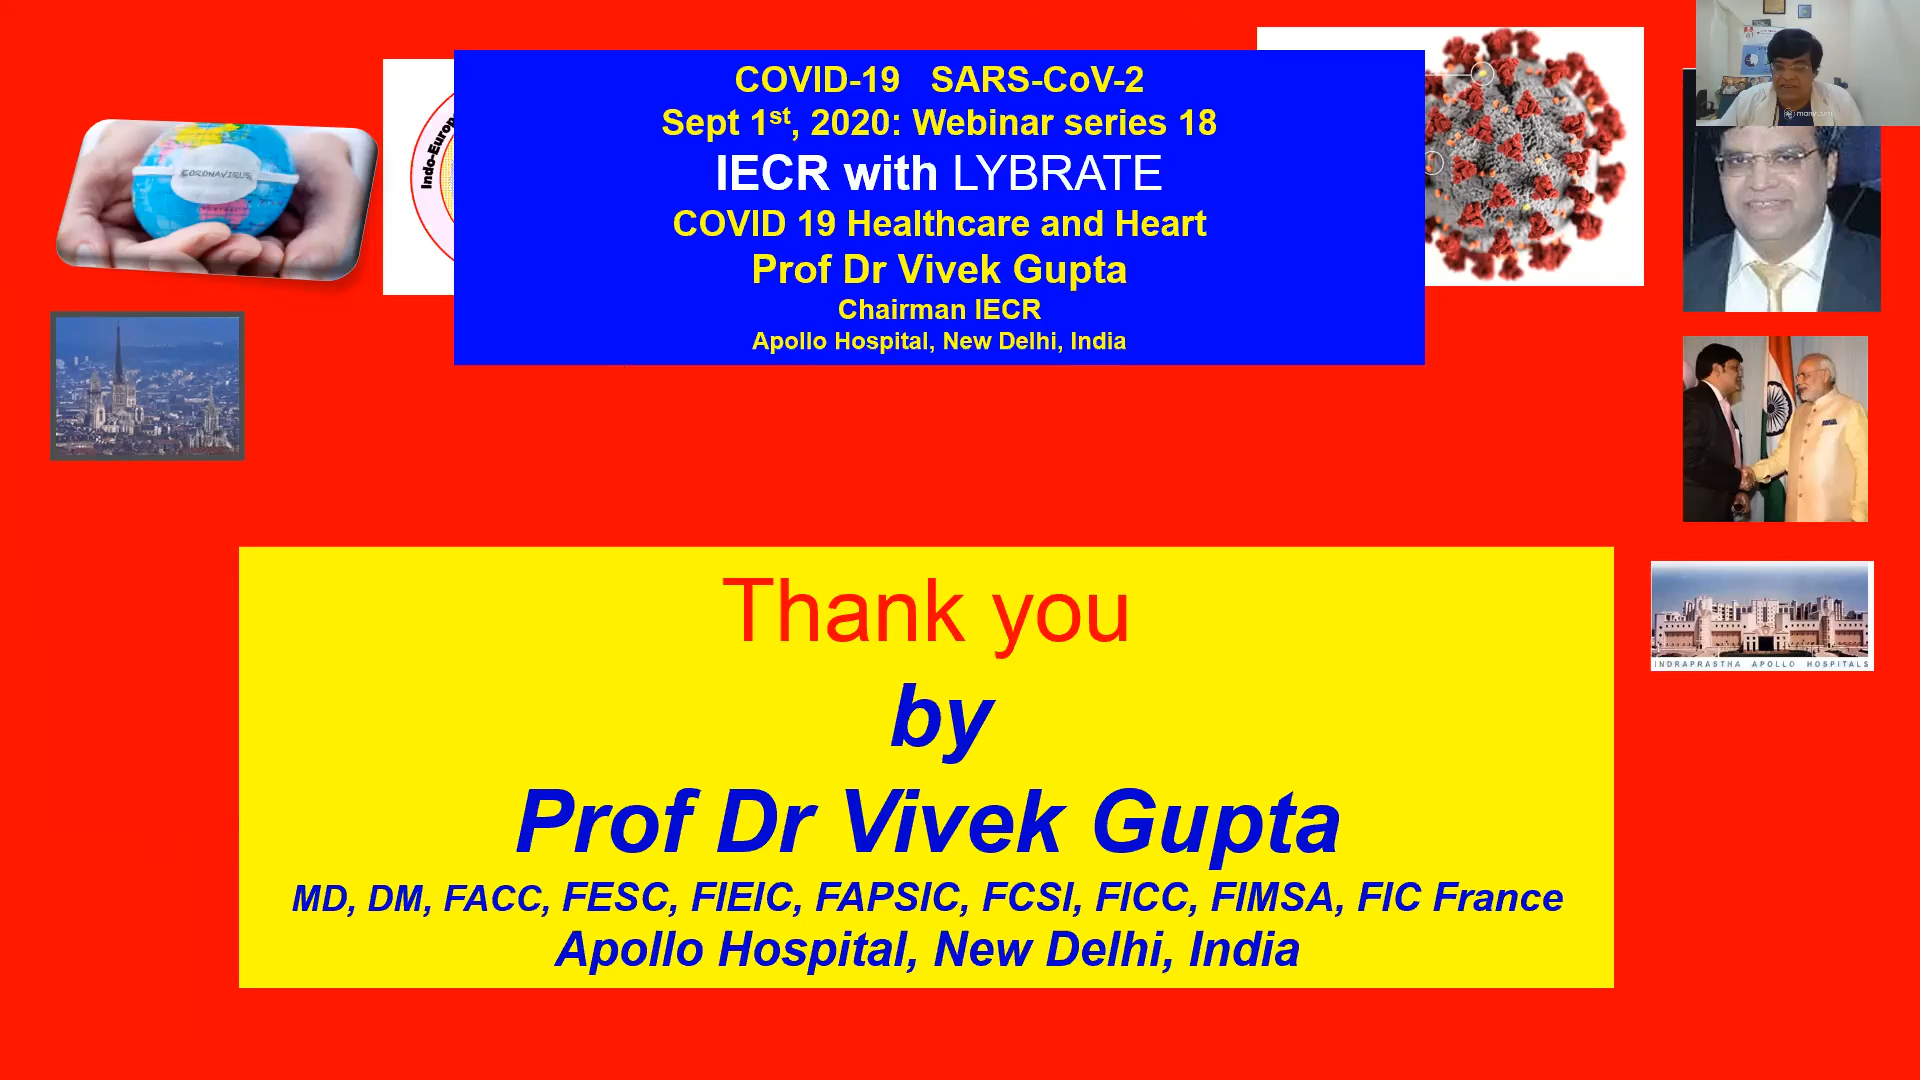 COVID-19 SARS-CoV-2
Sept 1st, 2020: Webinar series 18
IECR with LYBRATE
COVID 19 Healthcare and Heart
Prof Dr Vivek Gupta
Chairman IECR
Apollo Hospital, New Delhi, India
CORONAVIRUS
Indo-Europ
INDRAPRASTHA APOLLO HOSPITALS
Thank you
by
Prof Dr Vivek Gupta
MD, DM, FACC, FESC, FIEIC, FAPSIC, FCSI, FICC, FIMSA, FIC France
Apollo Hospital, New Delhi, India